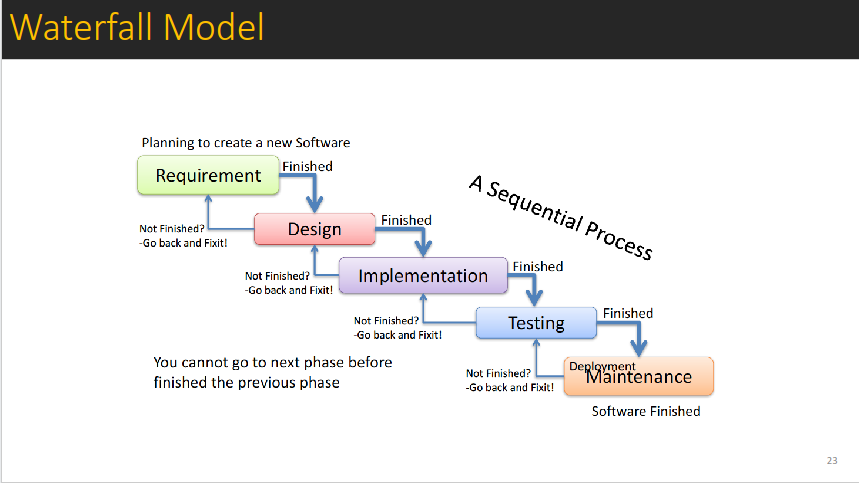 Waterfall Model
Planning to create a new Software
Requirement
Finished
A Sequential Process
Not Finished?
-Go back and Fixit!
Design
Finished
Not Finished?
-Go back and Fixit!
Implementation
Finished
Not Finished?
-Go back and Fixit!
Testing
Finished
You cannot go to next phase before
finished the previous phase
Not Finished?
-Go back and Fixit!
Deployment
Maintenance
Software Finished
23